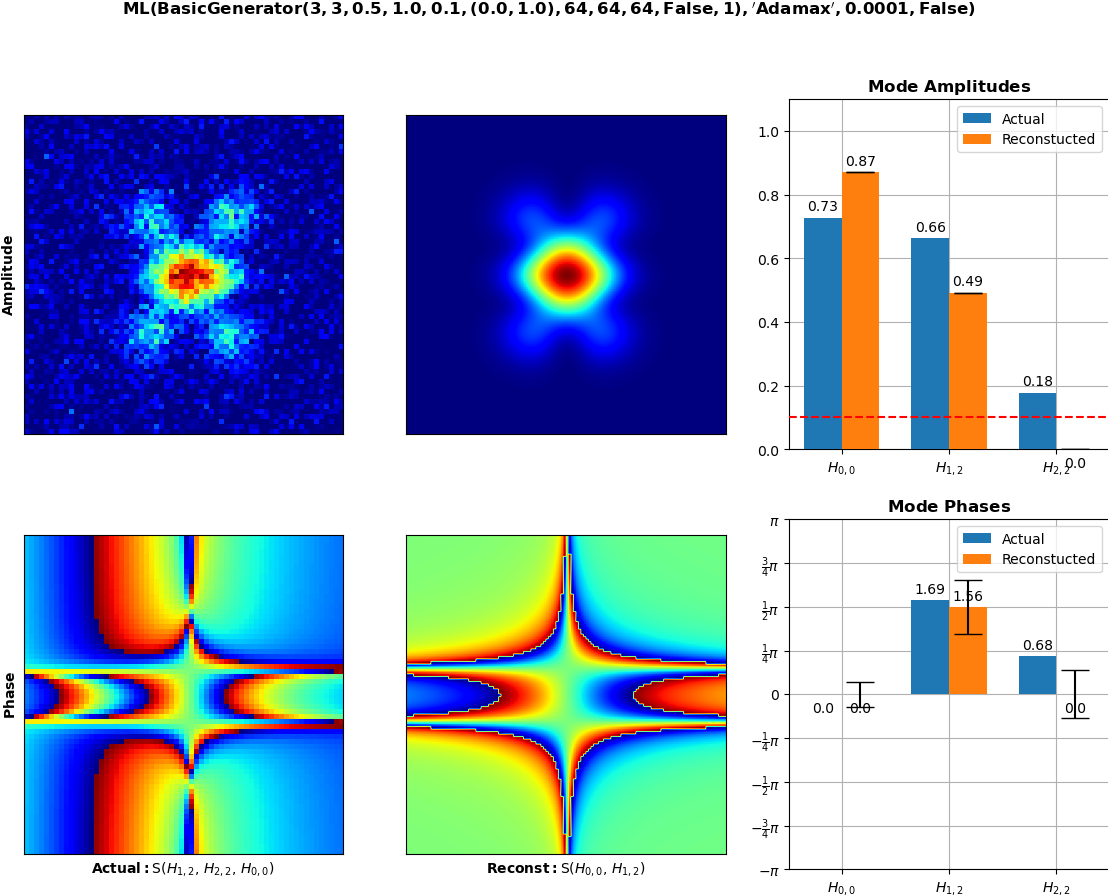 ML(BasicGenerator(3, 3, 0.5, 1.0, 0.1, (0.0, 1.0), 64, 64, 64, False, 1), ′Adamax′, 0.0001, False)
Amplitude
Mode Amplitudes
Actual
Reconstucted
1.0
0.8
0.6
0.4
0.2
0.0
0.73
0.87
0.66
0.49
0.18
0.0
H0,0
H1,2
H2,2
Phase
Actual: S(H1,2, H2,2, H0,0)
Reconst: S(H0,0, H1,2)
Mode Phases
Actual
Reconstucted
π
3/4π
1/2π
1/4π
0
−1/4π
−1/2π
−3/4π
−π
0.0
0.0
1.69
1.56
0.68
0.0
H0,0
H1,2
H2,2